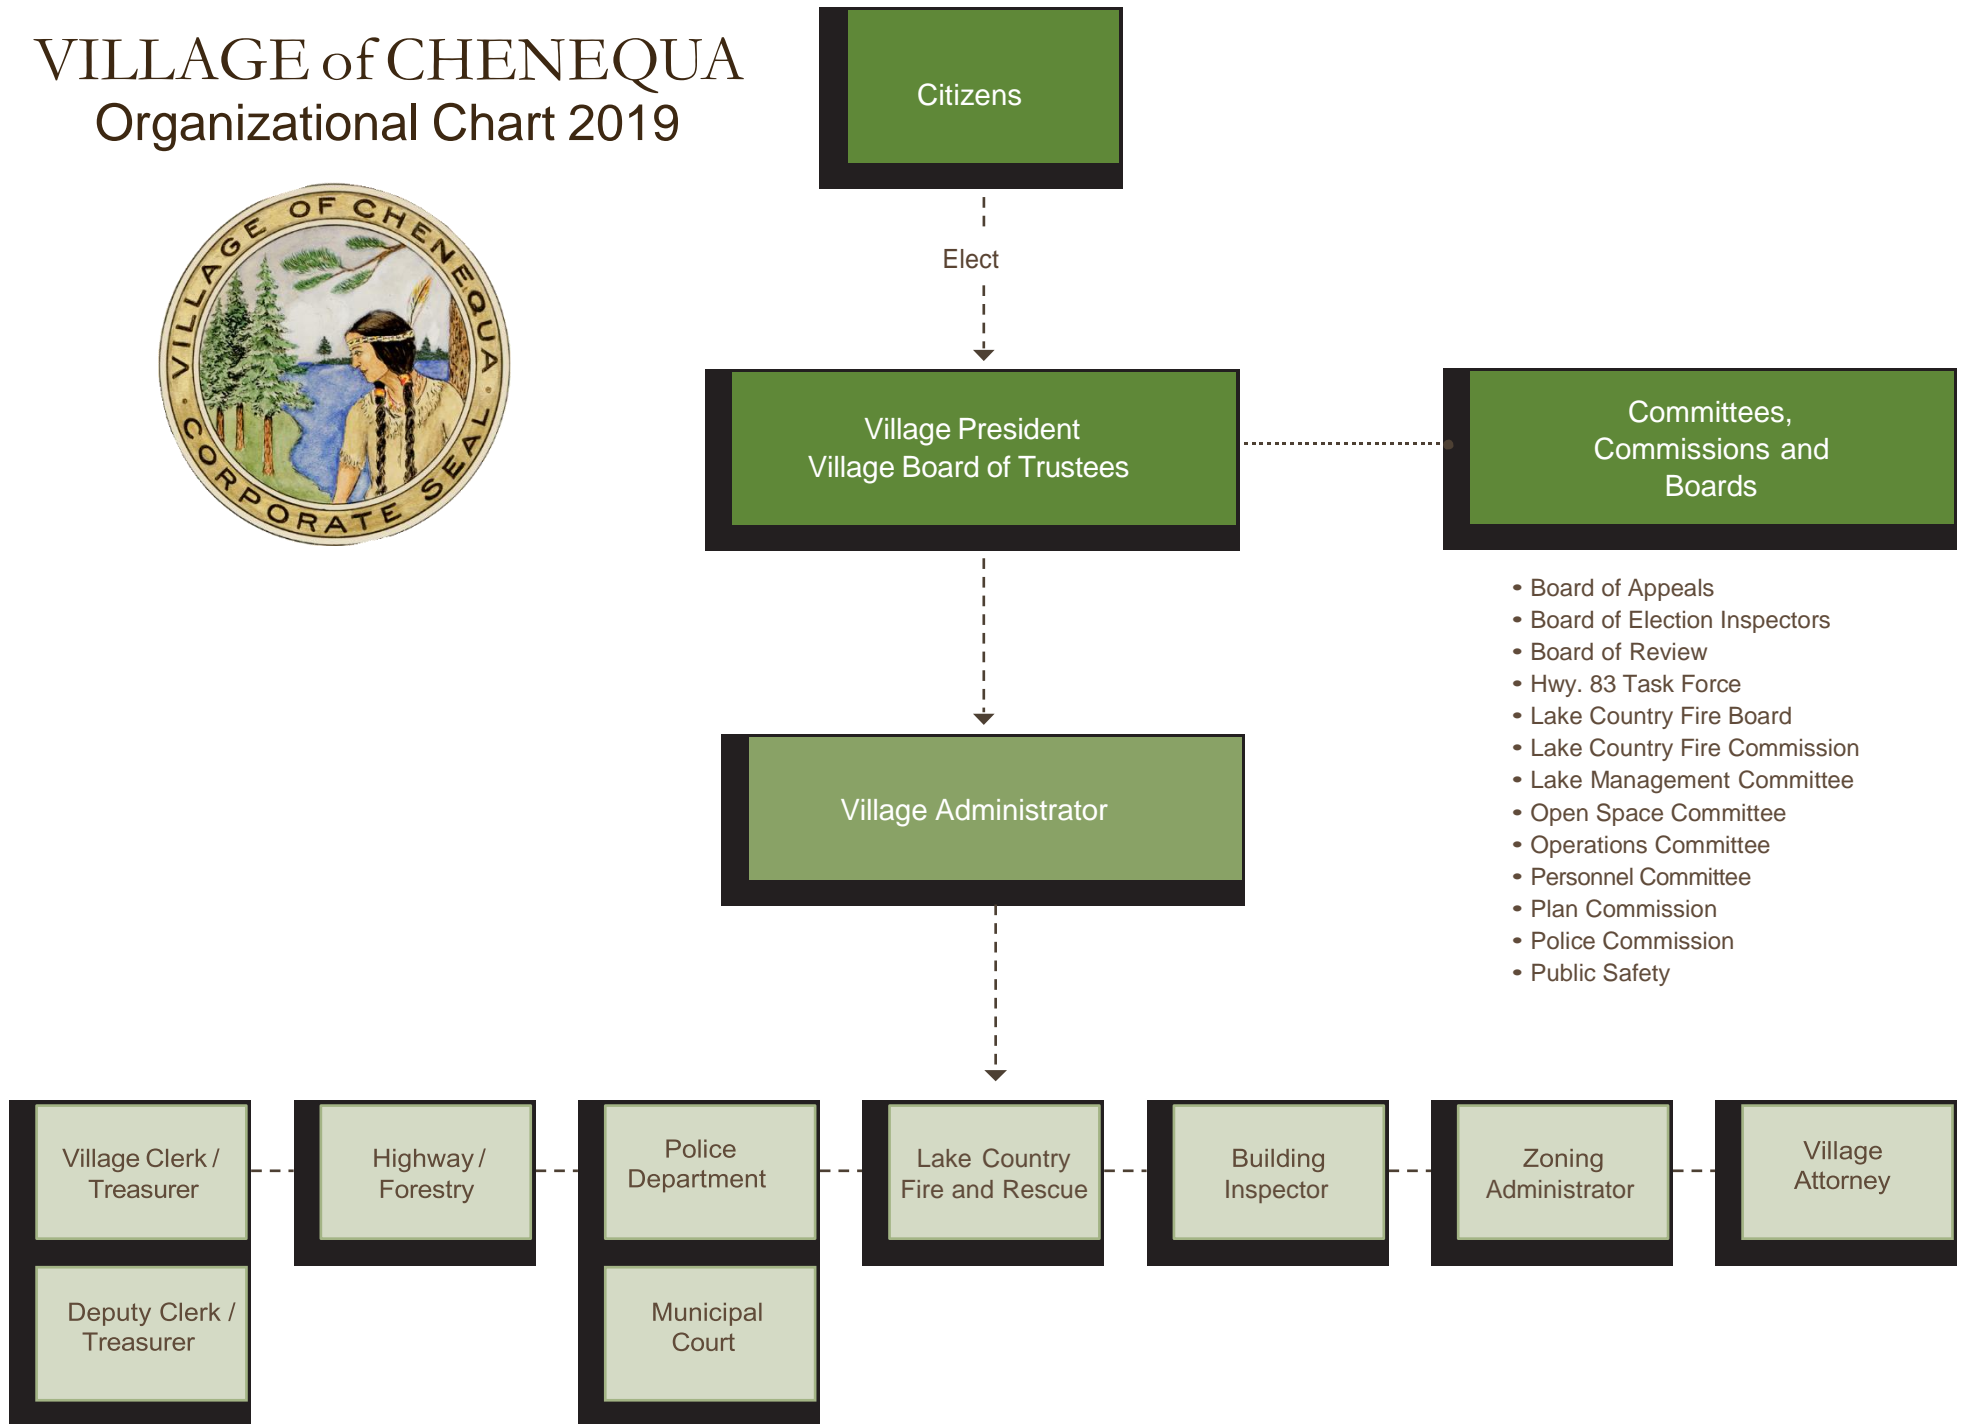 VILLAGE of CHENEQUA
Organizational Chart 2019
VILLAGE OF CHENEQUA
CORPORATE SEAL
Citizens
Elect
Village President
Village Board of Trustees
Committees,
Commissions and
Boards
• Board of Appeals
• Board of Election Inspectors
• Board of Review
• Hwy. 83 Task Force
• Lake Country Fire Board
• Lake Country Fire Commission
• Lake Management Committee
• Open Space Committee
• Operations Committee
• Personnel Committee
• Plan Commission
• Police Commission
• Public Safety
Village Administrator
Village Clerk /
Treasurer
Deputy Clerk /
Treasurer
Highway /
Forestry
Police
Department
Municipal
Court
Lake Country
Fire and Rescue
Building
Inspector
Zoning
Administrator
Village
Attorney